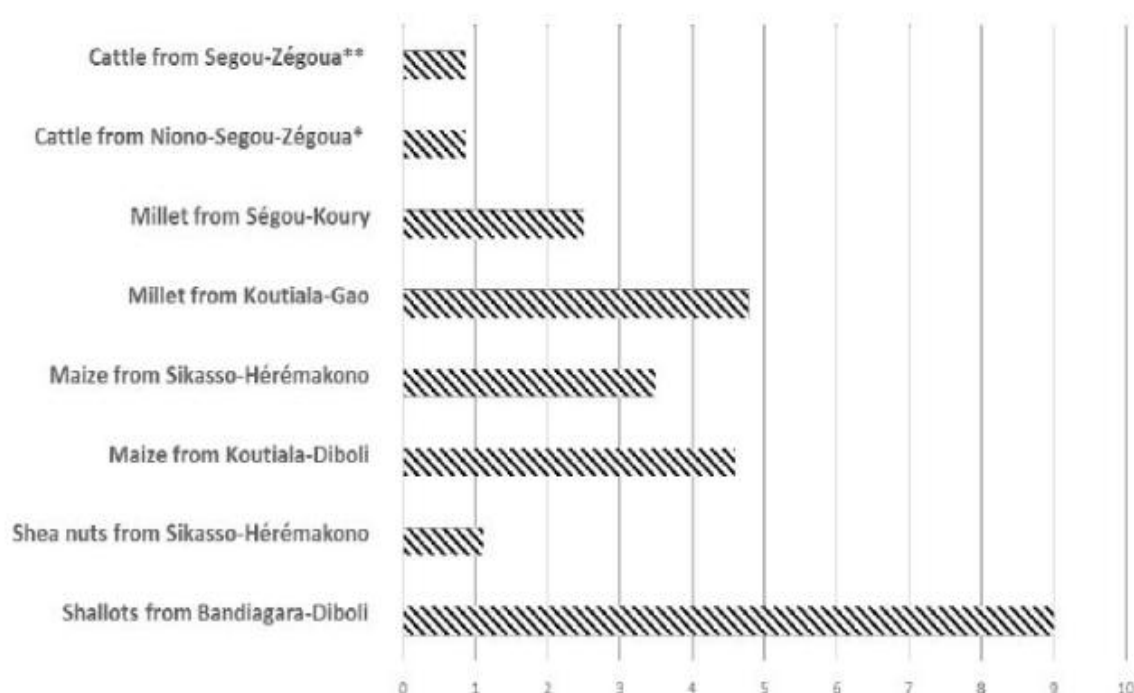 Cattle from Segou-Zégoua**
Cattle from Niono-Segou-Zégoua*
Millet from Ségou-Koury
Millet from Koutiala-Gao
Maize from Sikasso-Hérémakono
Maize from Koutiala-Diboli
Shea nuts from Sikasso-Hérémakono
Shallots from Bandiagara-Diboli
0 1 2 3 4 5 6 7 8 9 10